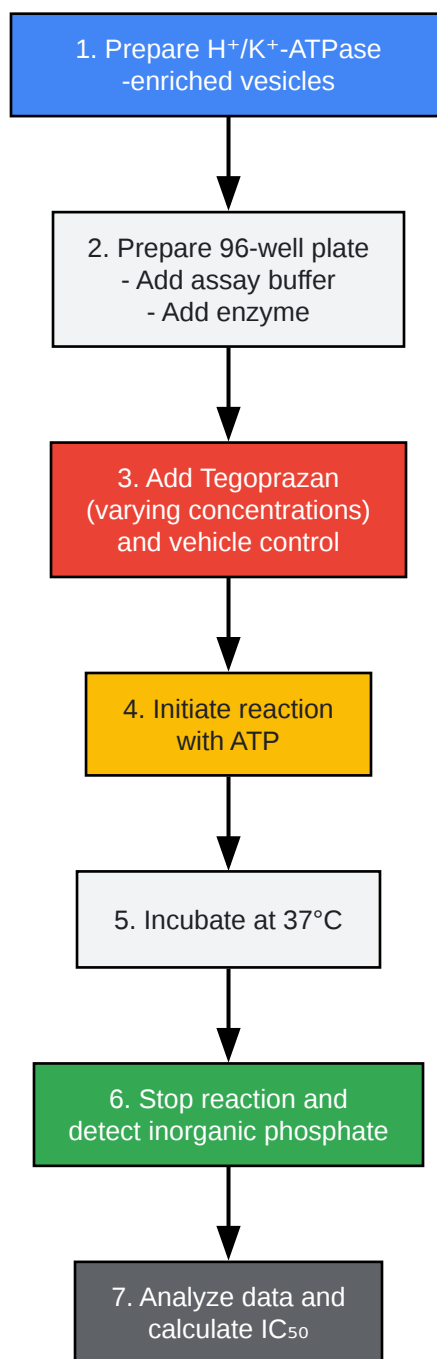 1. Prepare H⁺/K⁺-ATPase
-enriched vesicles
2. Prepare 96-well plate
- Add assay buffer
- Add enzyme
3. Add Tegoprazan
(varying concentrations)
and vehicle control
4. Initiate reaction
with ATP
5. Incubate at 37°C
6. Stop reaction and
detect inorganic phosphate
7. Analyze data and
calculate IC₅₀